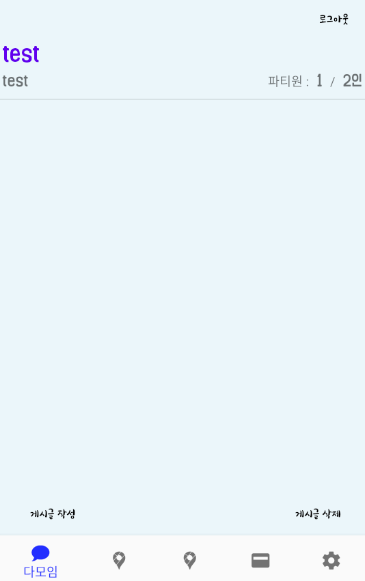 로그아웃
test
test 파티원 : 1 / 2인
게시글 작성 게시글 삭제
다모임